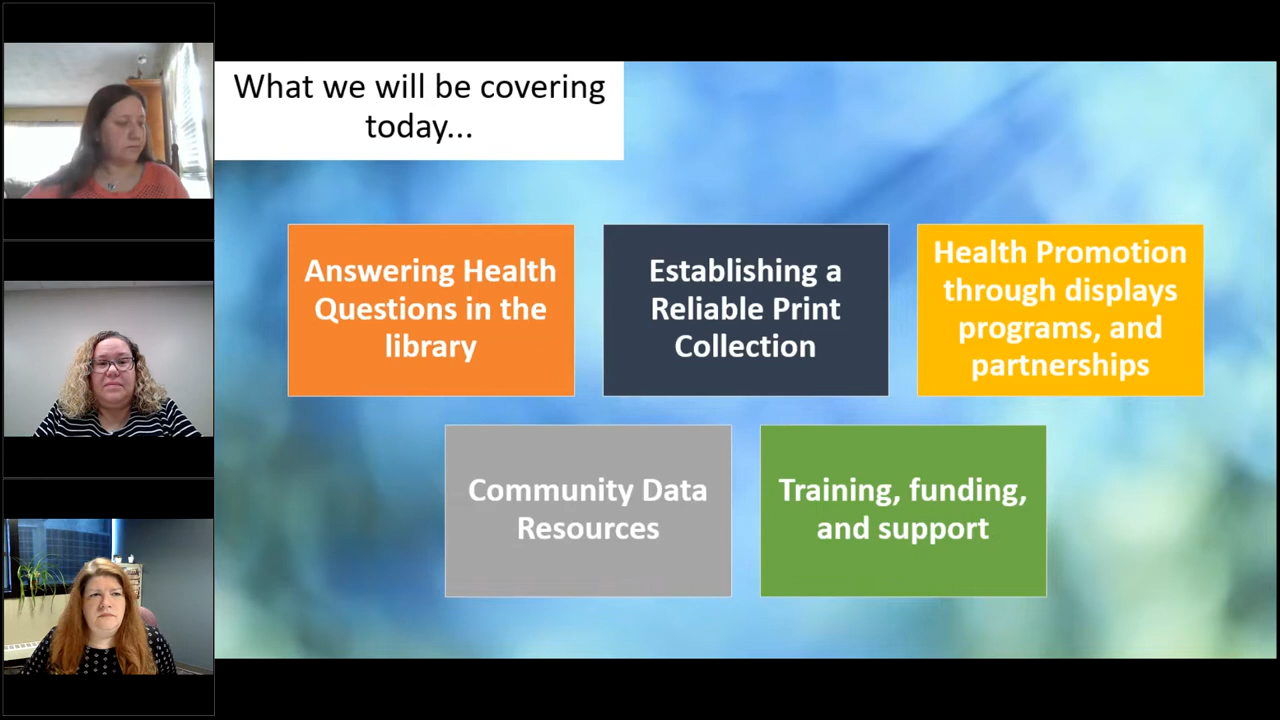 What we will be covering
today...
Answering Health
Questions in the
library
Establishing a
Reliable Print
Collection
Health Promotion
through displays
programs, and
partnerships
Community Data
Resources
Training, funding,
and support